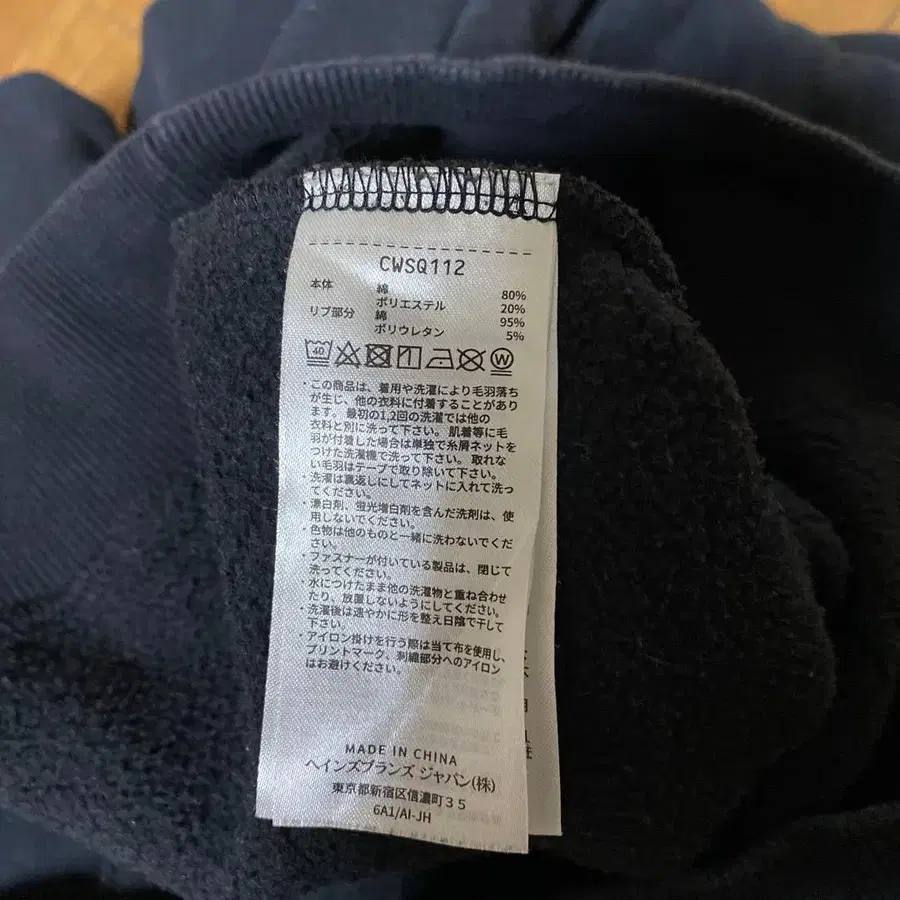 CWSQ112
本体 綿 80%
ポリエステル 20%
リブ部分 綿 95%
ポリウレタン 5%
40 W
・この商品は、着用や洗濯により毛羽落ち
が生じ、他の衣料に付着することがあり
ます。最初の1,2回の洗濯では他の
衣料と別に洗って下さい。肌着等に毛
羽が付着した場合は単独で糸屑ネットを
つけた洗濯機で洗って下さい。取れな
い毛羽はテープで取り除いて下さい。
・洗濯は裏返しにしてネットに入れて洗っ
てください。
・漂白剤、蛍光増白剤を含んだ洗剤は、使
用しないでください。
・色物は他のものと一緒に洗わないでくだ
さい。
・ファスナーが付いている製品は、閉じて
洗ってください。
・水につけたまま他の洗濯物と重ね合わせ
たり、放置しないようにしてください。
・洗濯後は速やかに形を整え日陰で干して
下さい。
・アイロン掛けを行う際は当て布を使用し、
プリントマーク、刺繍部分へのアイロン
はお避けください。
MADE IN CHINA
ヘインズブランズ ジャパン(株)
東京都新宿区信濃町35
6A1/AI-JH